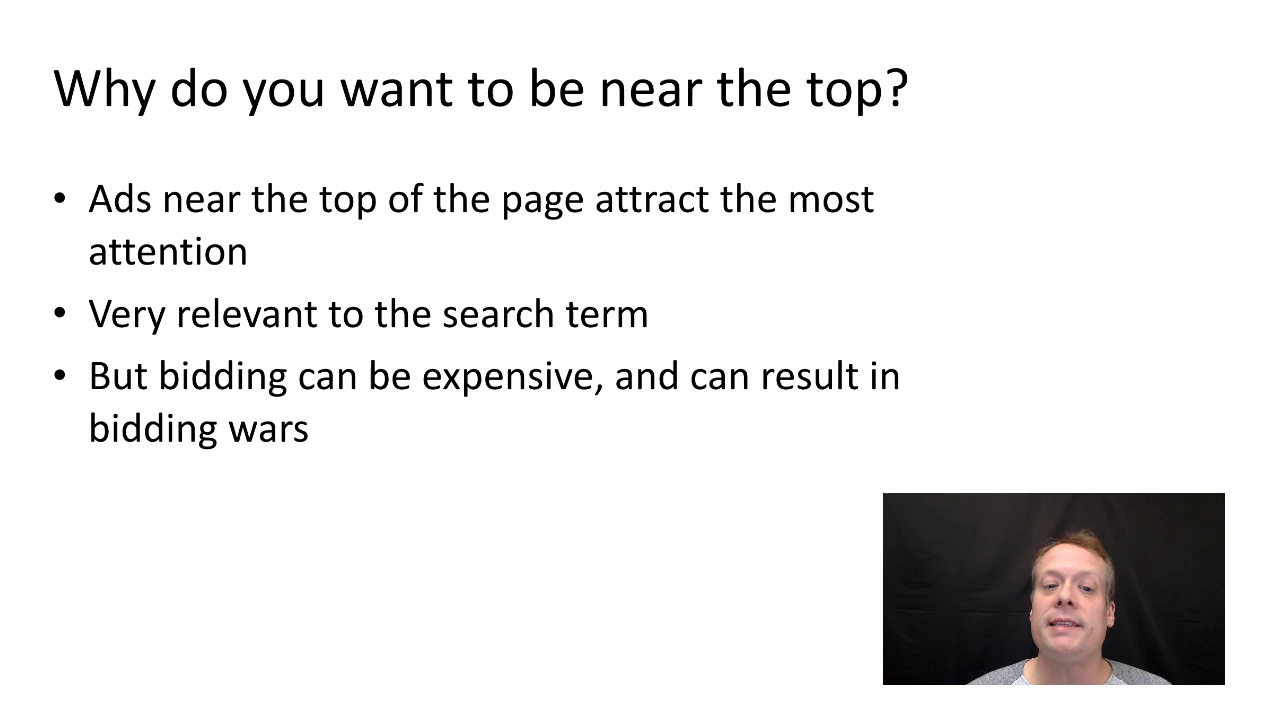 Why do you want to be near the top?
• Ads near the top of the page attract the most
attention
• Very relevant to the search term
• But bidding can be expensive, and can result in
bidding wars